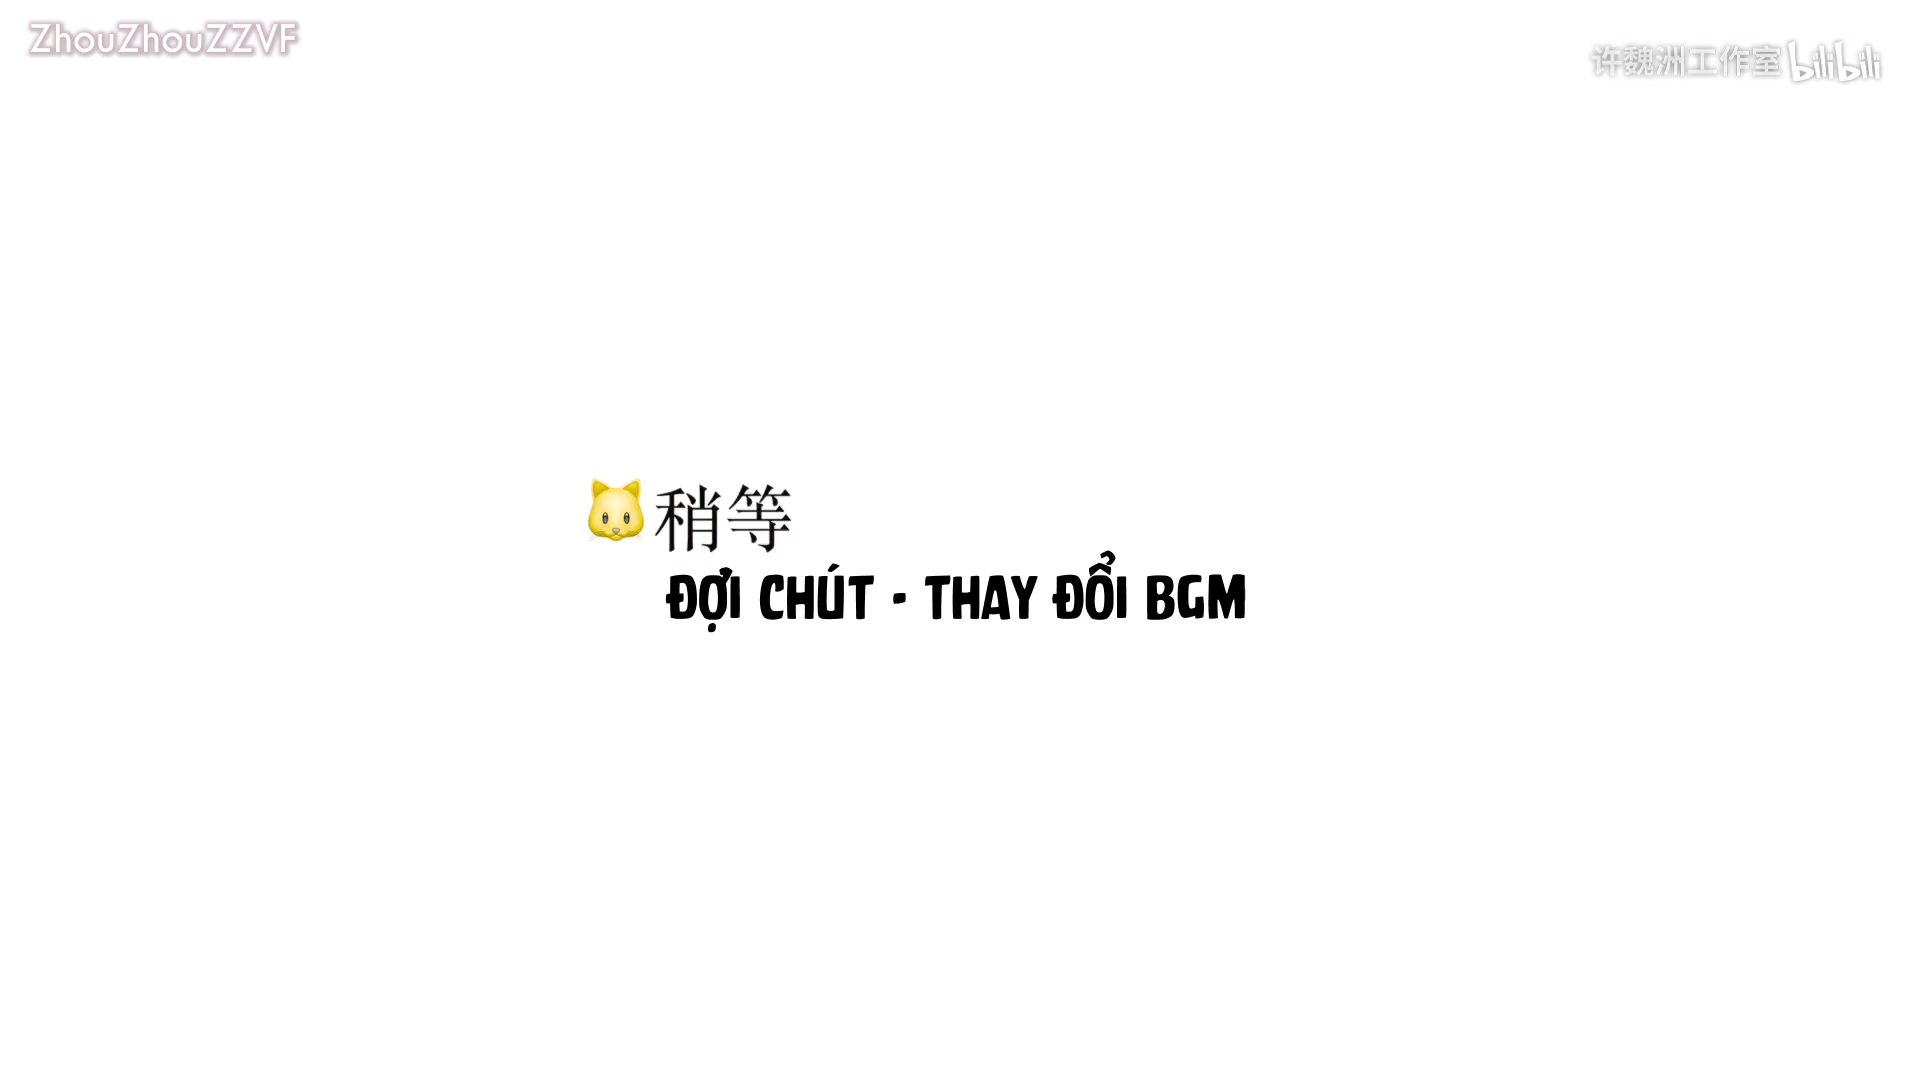 ZhouZhouZZVF
许魏洲工作室 bilibili
稍等
ĐỢI CHÚT - THAY ĐỔI BGM